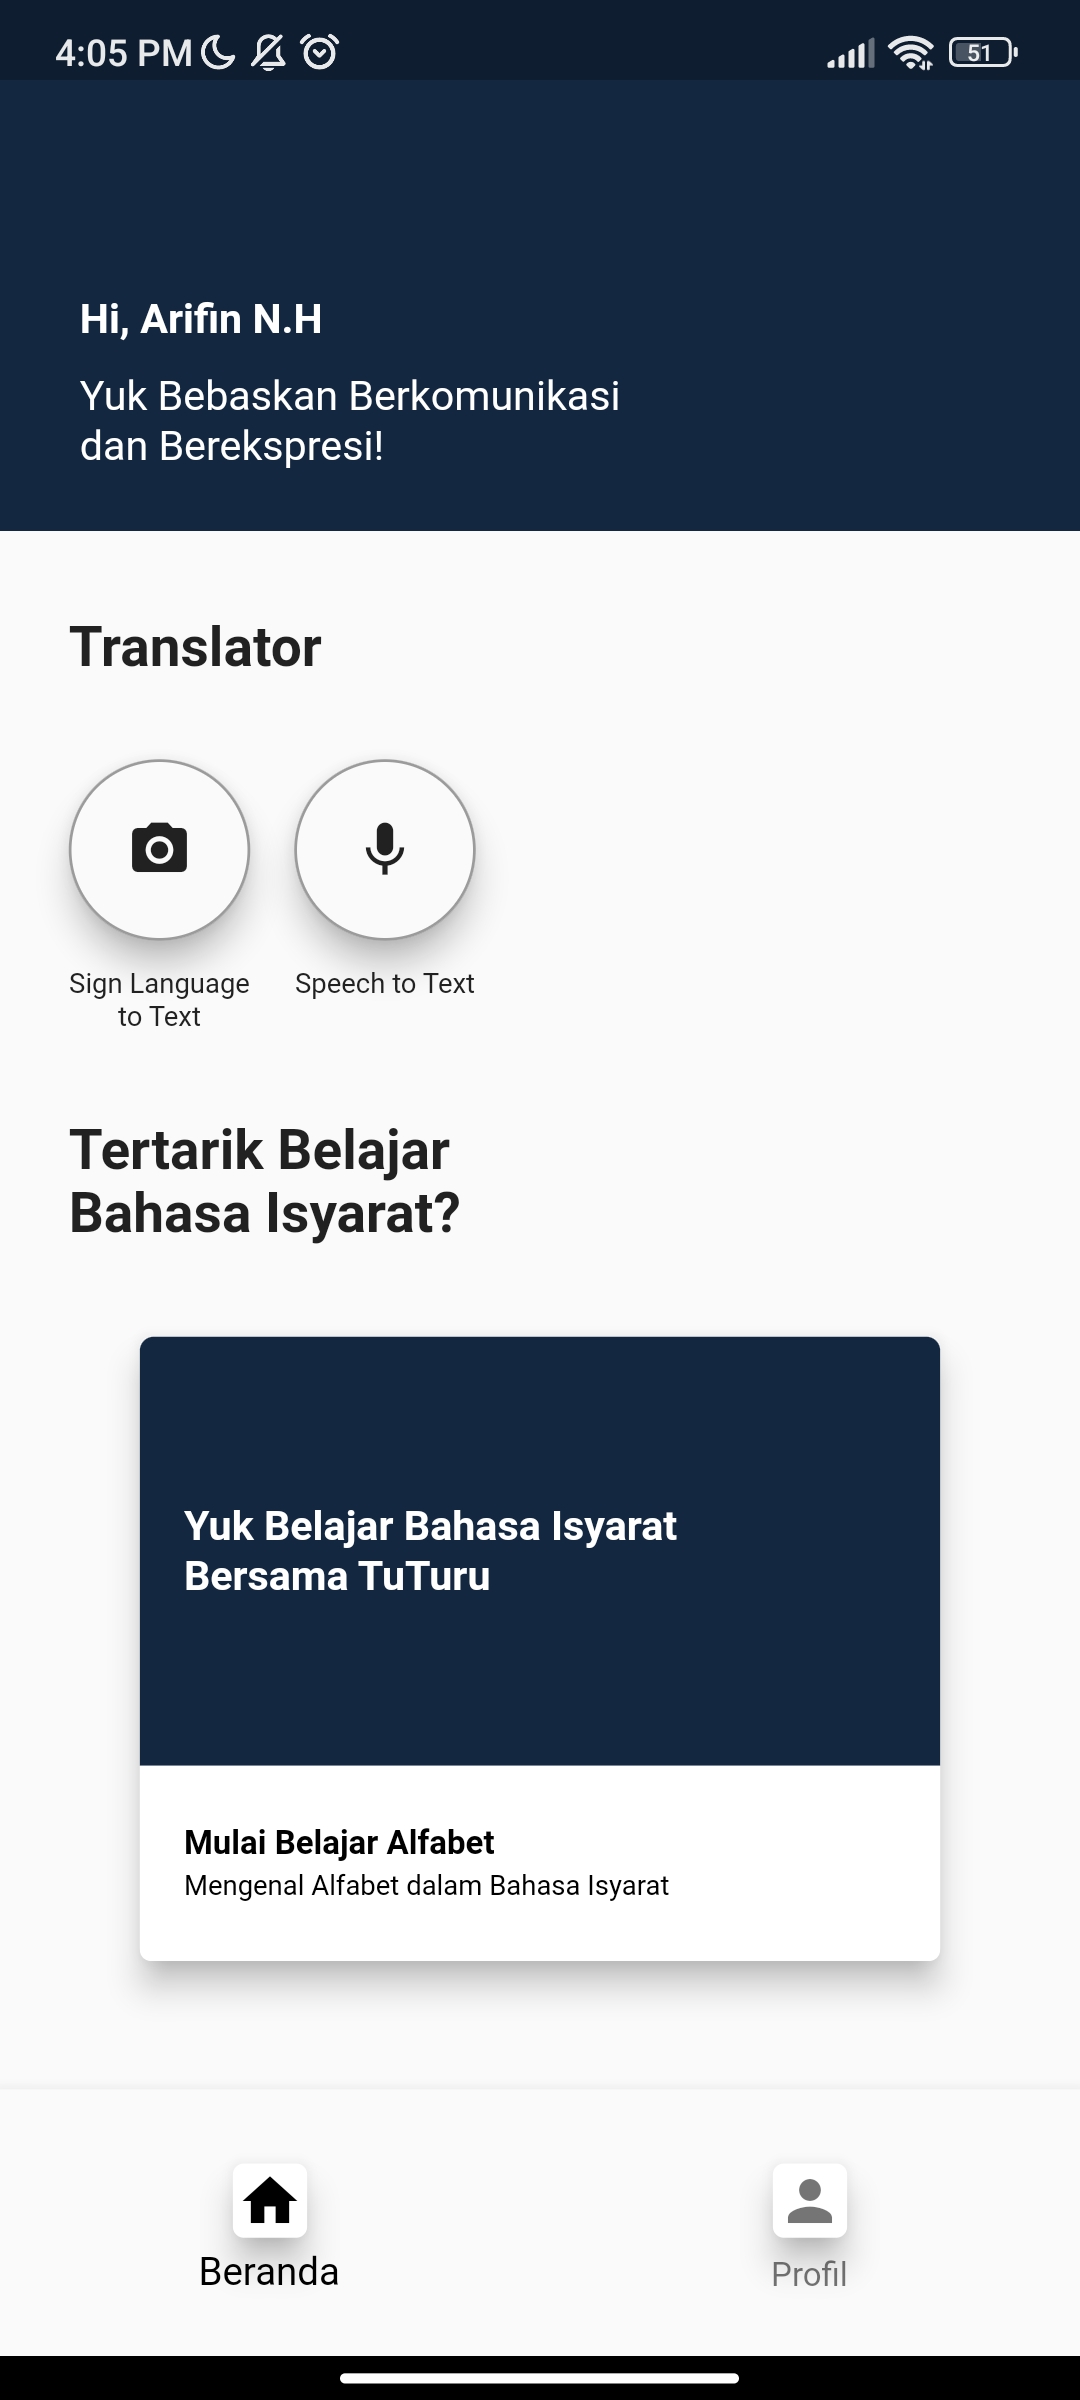 4:05 PM
51
Hi, Arifin N.H
Yuk Bebaskan Berkomunikasi
dan Berekspresi!
Translator
Sign Language
to Text
Speech to Text
Tertarik Belajar
Bahasa Isyarat?
Yuk Belajar Bahasa Isyarat
Bersama TuTuru
Mulai Belajar Alfabet
Mengenal Alfabet dalam Bahasa Isyarat
Beranda
Profil